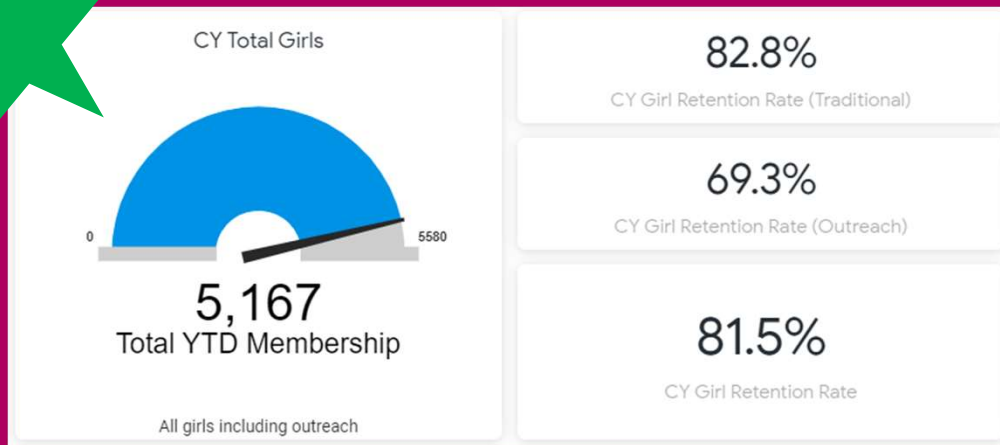 CY Total Girls
0
5580
5,167
Total YTD Membership
All girls including outreach
82.8%
CY Girl Retention Rate (Traditional)
69.3%
CY Girl Retention Rate (Outreach)
81.5%
CY Girl Retention Rate